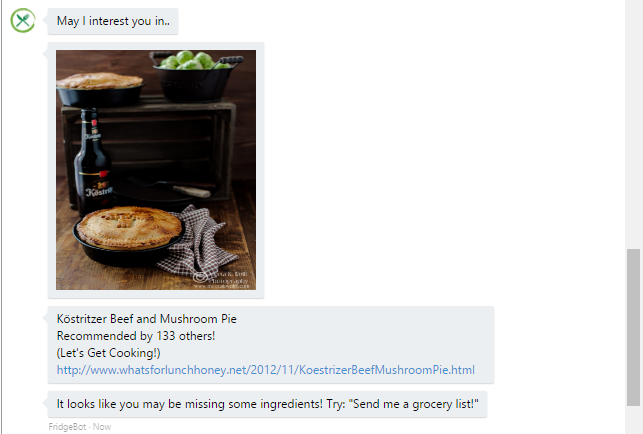 May I interest you in..
Köstritzer
Köstritzer Beef and Mushroom Pie
Recommended by 133 others!
(Let's Get Cooking!)
http://www.whatsforlunchhoney.net/2012/11/KoestrizerBeefMushroomPie.html
It looks like you may be missing some ingredients! Try: "Send me a grocery list!"
FridgeBot · Now